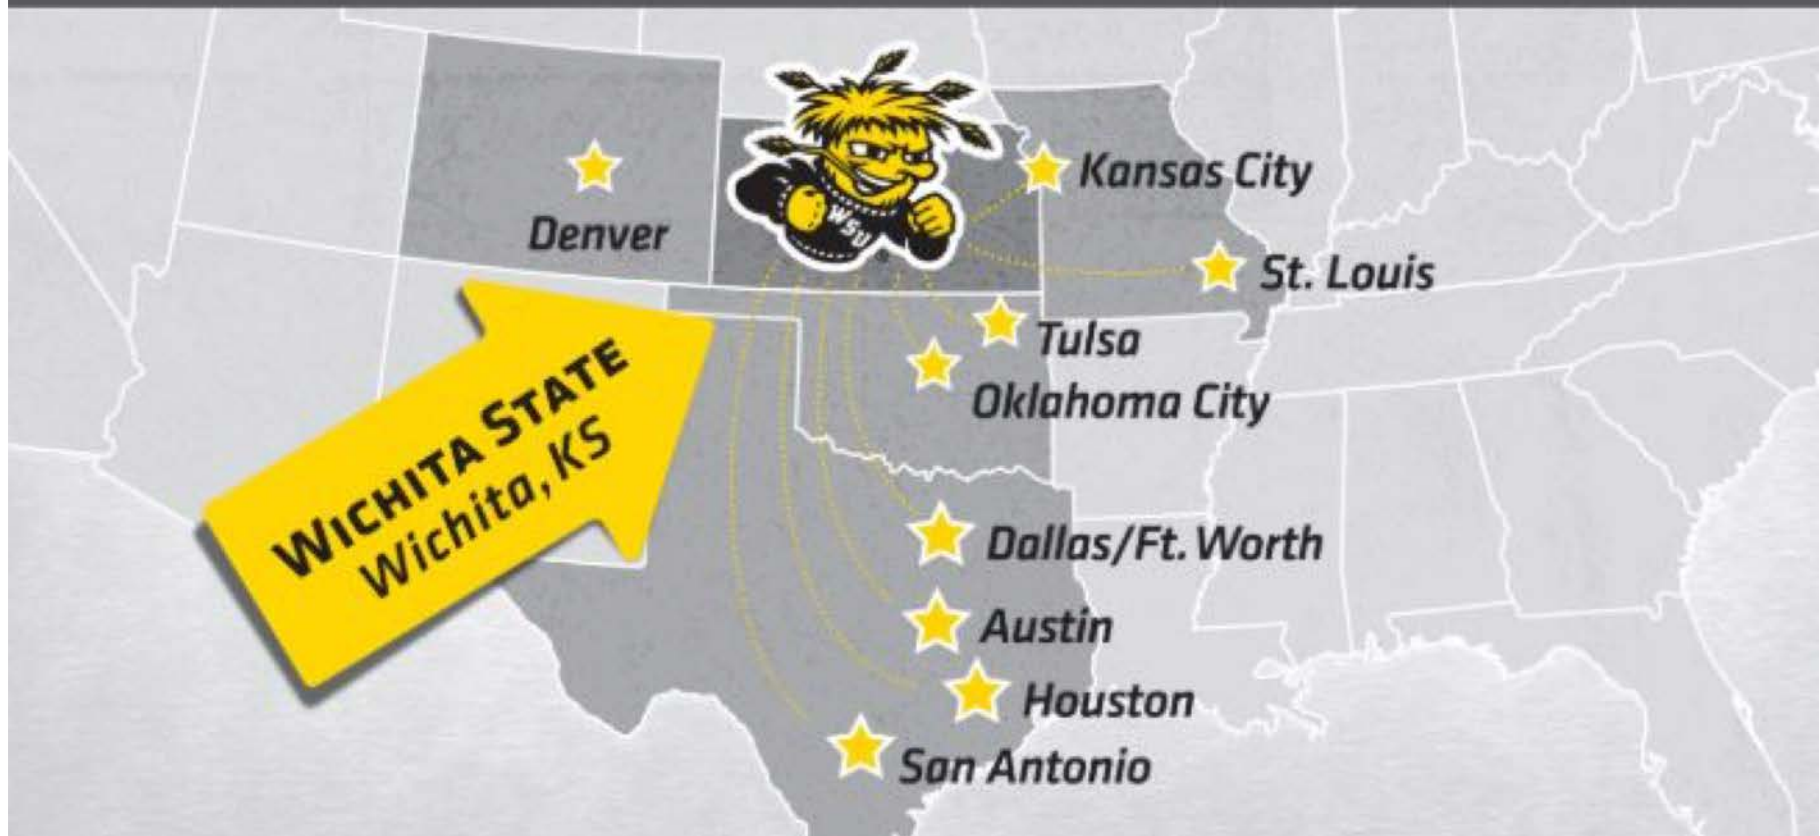 Kansas City
Denver
WSU
St. Louis
Tulsa
WICHITA STATE
Wichita, KS
Oklahoma City
Dallas/Ft. Worth
Austin
Houston
San Antonio